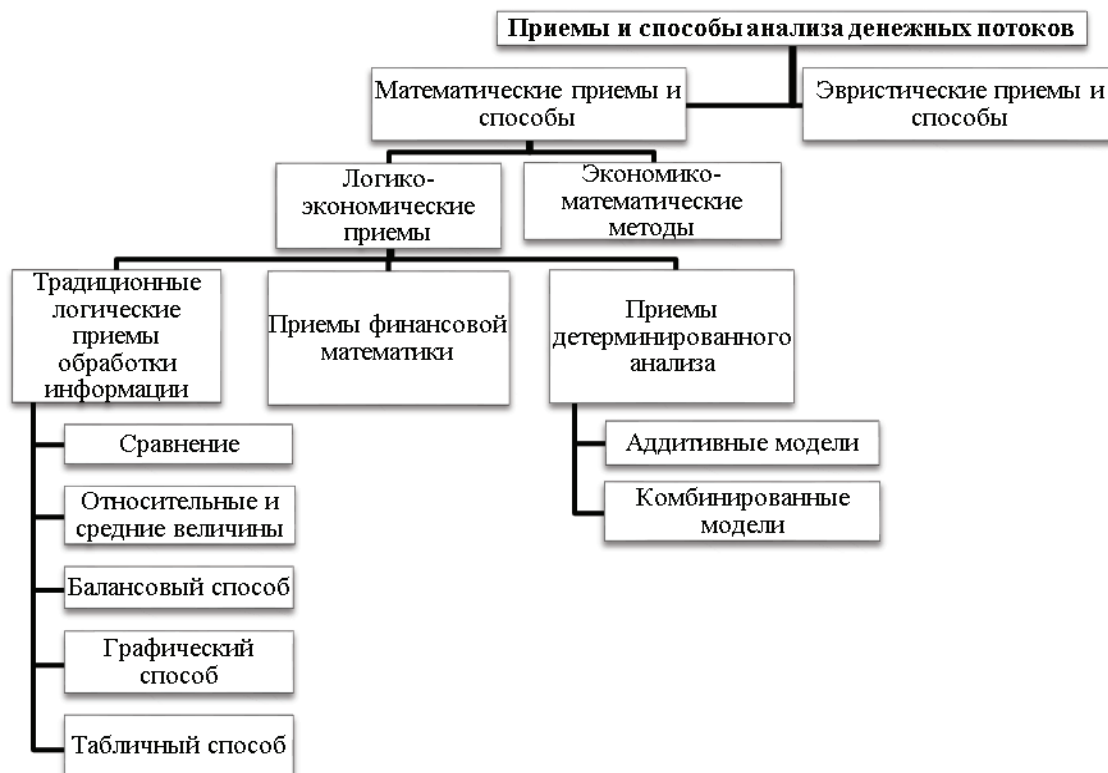 Приемы и способы анализа денежных потоков
Математические приемы и
способы
Эвристические приемы и
способы
Логико-
экономические
приемы
Экономико-
математические
методы
Традиционные
логические
приемы
обработки
информации
Приемы финансовой
математики
Приемы
детерминированного
анализа
Сравнение
Относительные и
средние величины
Балансовый способ
Графический
способ
Табличный способ
Аддитивные модели
Комбинированные
модели